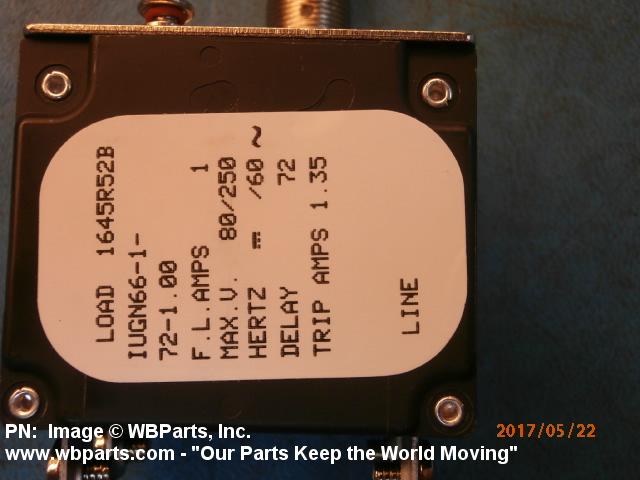 LOAD 1645R52B
IUGN66-1-
72-1.00
F.L.AMPS 1
MAX.V. 80/250
HERTZ ⎓ /60 ~
DELAY 72
TRIP AMPS 1.35
LINE
PN: Image © WBParts, Inc.
2017/05/22
www.wbparts.com - "Our Parts Keep the World Moving"